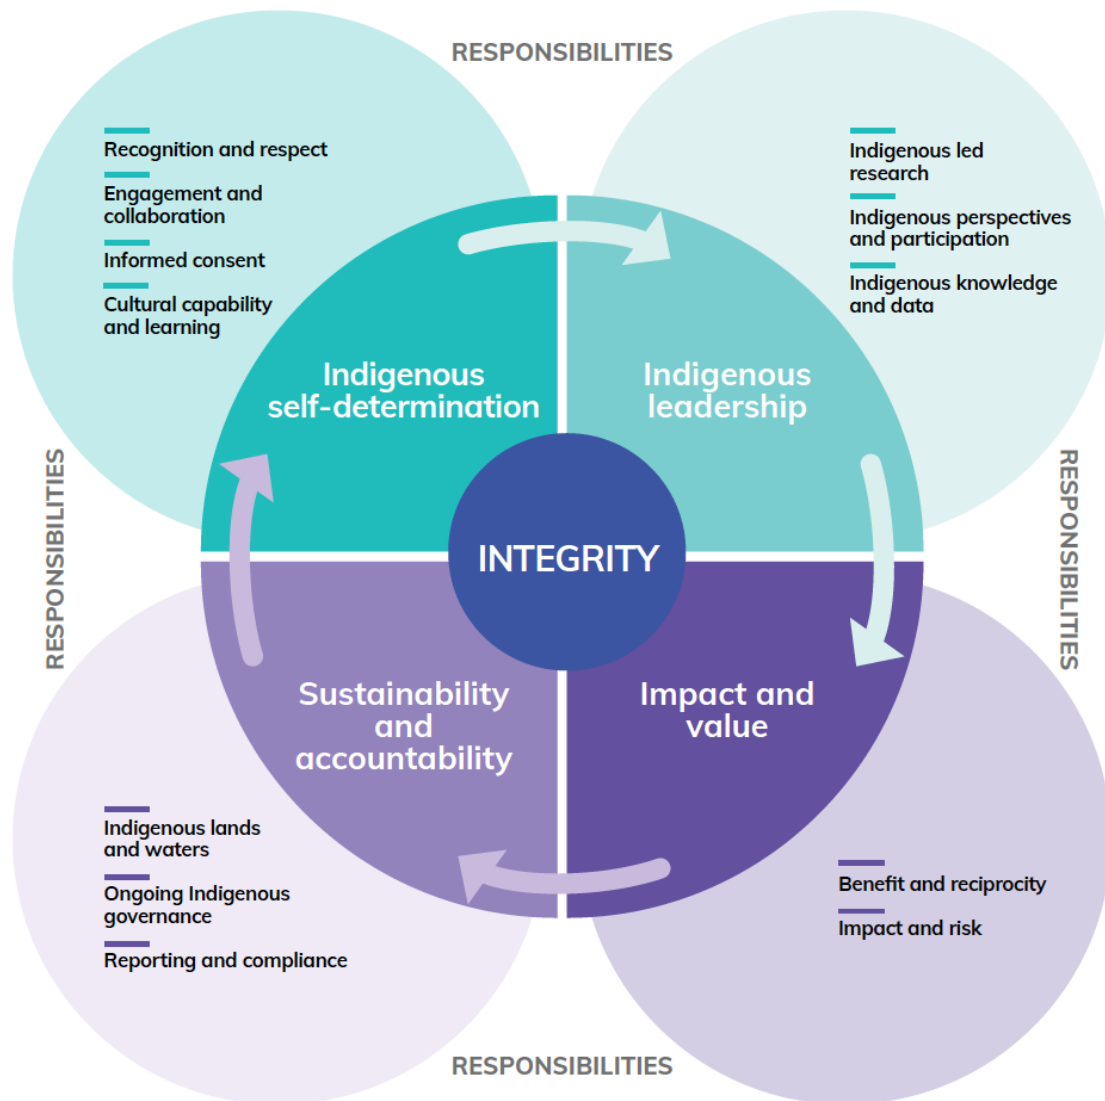 RESPONSIBILITIES
Recognition and respect
Engagement and
collaboration
Informed consent
Cultural capability
and learning
Indigenous led
research
Indigenous perspectives
and participation
Indigenous knowledge
and data
Indigenous
self-determination
Indigenous
leadership
RESPONSIBILITIES
INTEGRITY
RESPONSIBILITIES
Sustainability
and
accountability
Impact and
value
Indigenous lands
and waters
Ongoing Indigenous
governance
Reporting and compliance
Benefit and reciprocity
Impact and risk
RESPONSIBILITIES